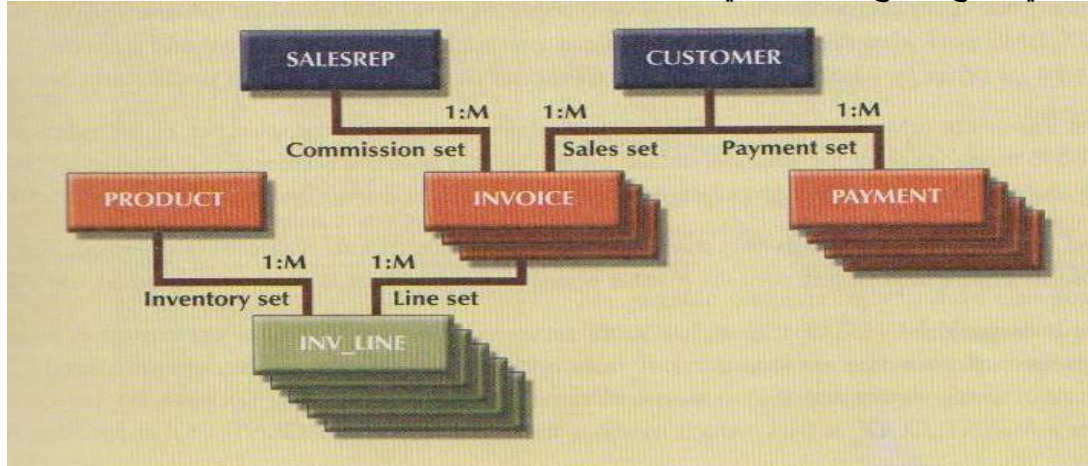 SALESREP
CUSTOMER
1:M
1:M
1:M
Commission set
Sales set
Payment set
PRODUCT
INVOICE
PAYMENT
1:M
1:M
Inventory set
Line set
INV_LINE